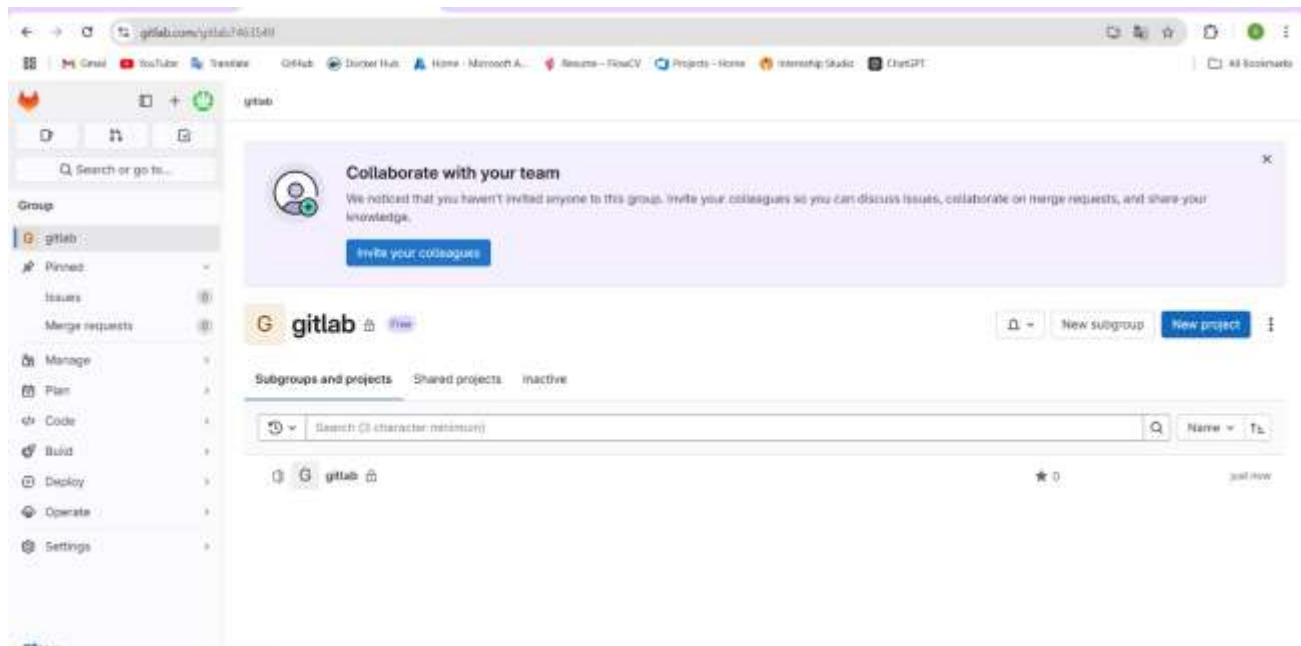 Gmail YouTube Translate GitHub Docker Hub Home - Microsoft A... Resume - FlowCV Projects - Home Internship Studio ChatGPT All Bookmarks
gitlab
Search or go to...
Collaborate with your team
We noticed that you haven't invited anyone to this group. Invite your colleagues so you can discuss issues, collaborate on merge requests, and share your
knowledge.
Invite your colleagues
Group
G gitlab
Pinned
Issues 0
Merge requests 0
Manage
Plan
Code
Build
Deploy
Operate
Settings
G gitlab Free
New subgroup New project
Subgroups and projects Shared projects Inactive
Search (3 character minimum) Name
G gitlab 0 just now